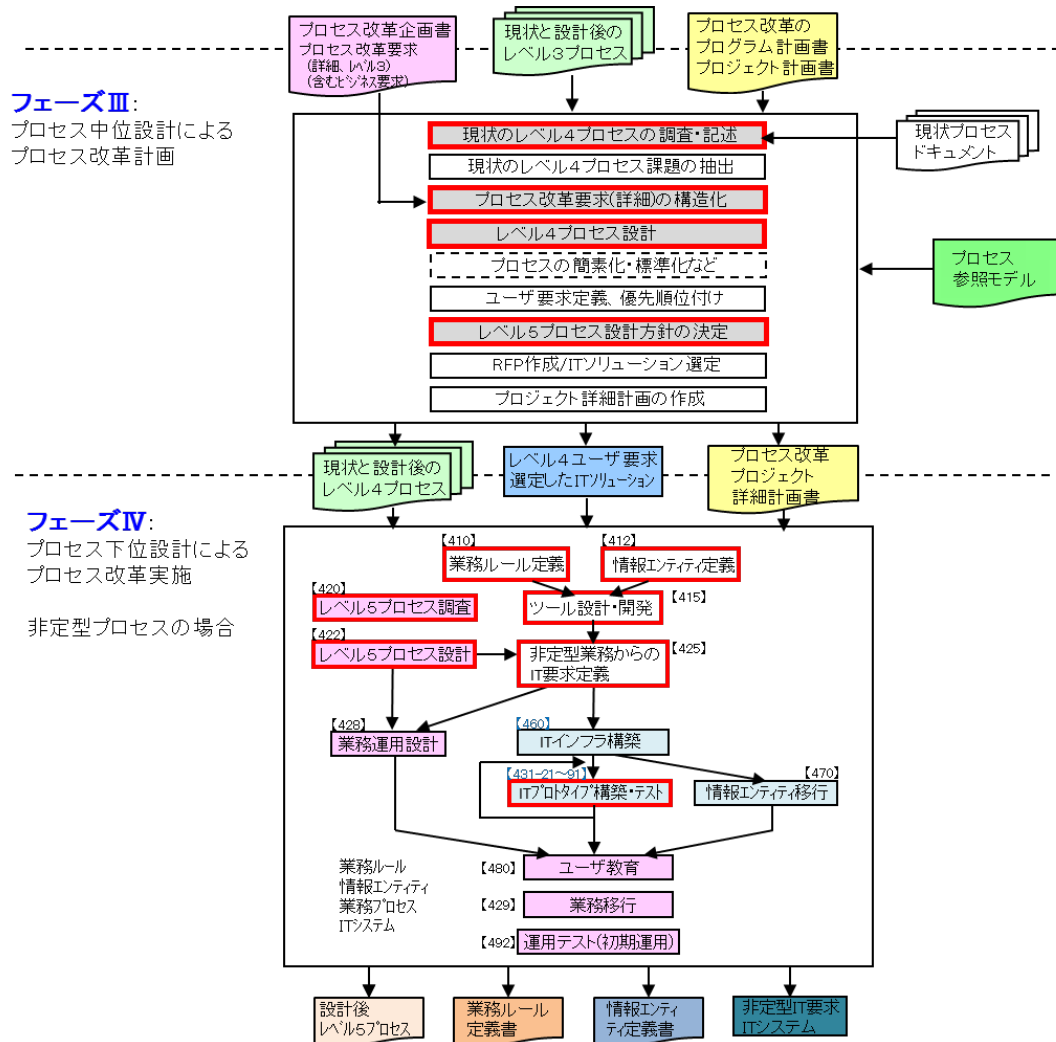 プロセス改革企画書
プロセス改革要求
(詳細、レベル3)
(含むビジネス要求)
現状と設計後の
レベル3プロセス
プロセス改革の
プログラム計画書
プロジェクト計画書
フェーズⅢ:
プロセス中位設計による
プロセス改革計画
現状のレベル4プロセスの調査・記述
現状プロセス
ドキュメント
現状のレベル4プロセス課題の抽出
プロセス改革要求(詳細)の構造化
レベル4プロセス設計
プロセスの簡素化・標準化など
プロセス
参照モデル
ユーザ要求定義、優先順位付け
レベル5プロセス設計方針の決定
RFP作成/ITソリューション選定
プロジェクト詳細計画の作成
現状と設計後の
レベル4プロセス
レベル4ユーザ要求
選定したITソリューション
プロセス改革
プロジェクト
詳細計画書
フェーズⅣ:
プロセス下位設計による
プロセス改革実施
非定型プロセスの場合
【410】
業務ルール定義
【412】
情報エンティティ定義
【420】
レベル5プロセス調査
ツール設計・開発
【415】
【422】
レベル5プロセス設計
非定型業務からの
IT要求定義
【425】
【428】
業務運用設計
【460】
ITインフラ構築
【431-21~91】
ITプロトタイプ構築・テスト
【470】
情報エンティティ移行
業務ルール
情報エンティティ
業務プロセス
ITシステム
【480】
ユーザ教育
【429】
業務移行
【492】
運用テスト(初期運用)
設計後
レベル5プロセス
業務ルール
定義書
情報エンティ
ティ定義書
非定型IT要求
ITシステム